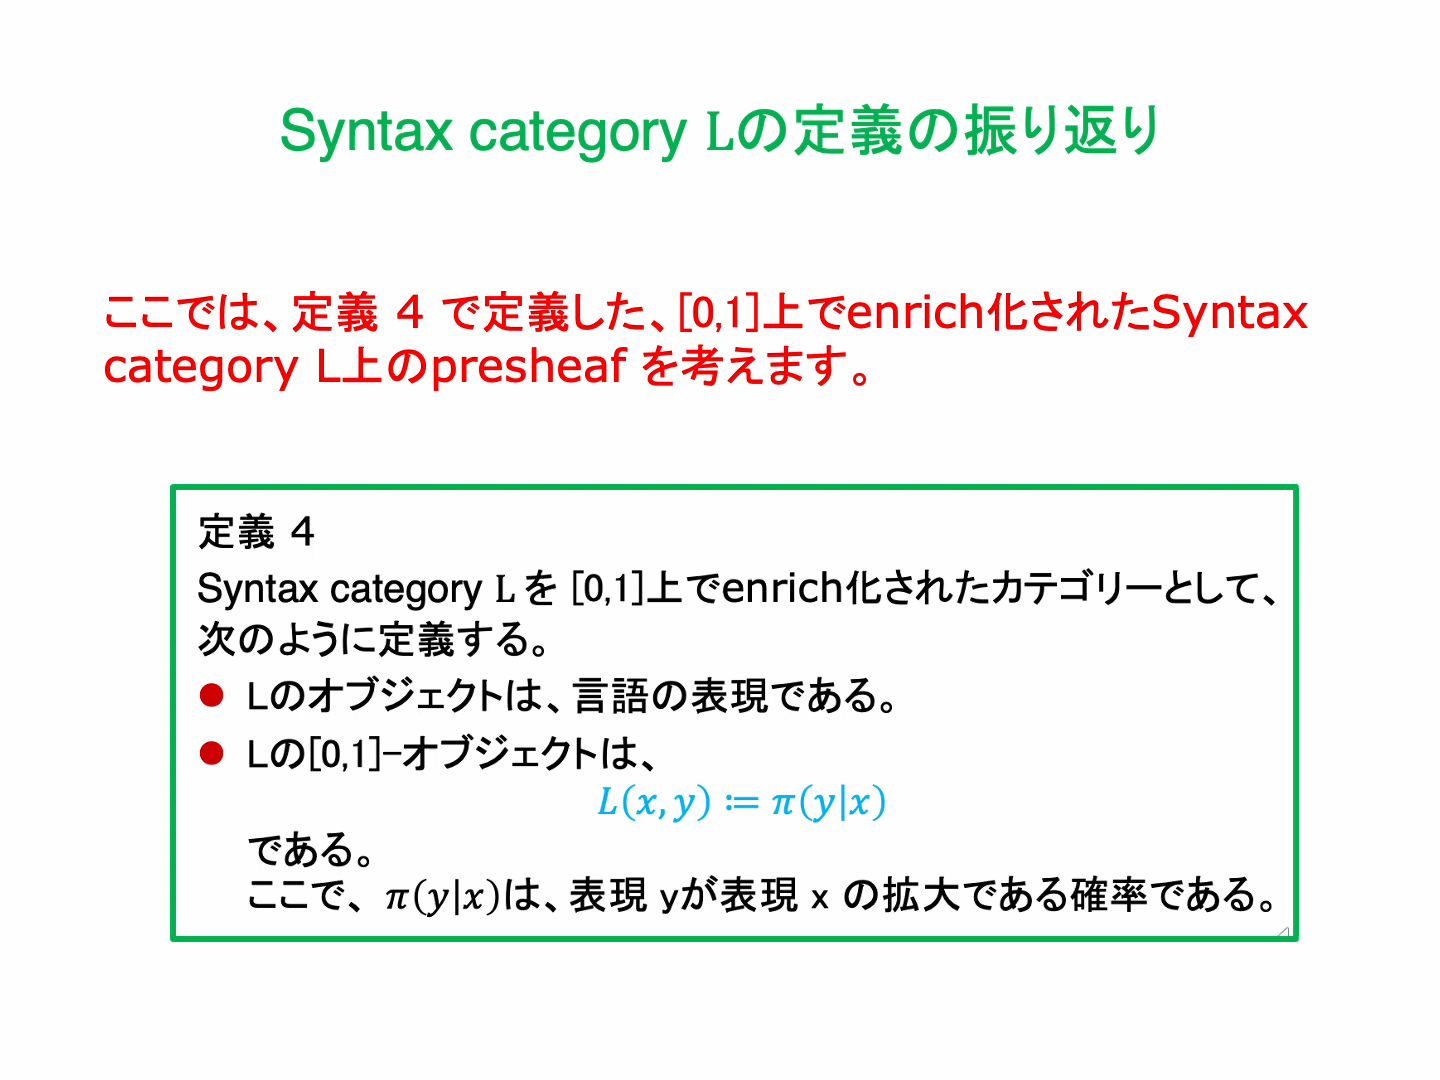 Syntax category Lの定義の振り返り
ここでは、定義 4 で定義した、[0,1]上でenrich化されたSyntax
category L上のpresheaf を考えます。
定義 4
Syntax category L を [0,1]上でenrich化されたカテゴリーとして、
次のように定義する。
● Lのオブジェクトは、言語の表現である。
● Lの[0,1]-オブジェクトは、
L(x, y) ≔ π(y|x)
である。
ここで、 π(y|x)は、表現 yが表現 x の拡大である確率である。